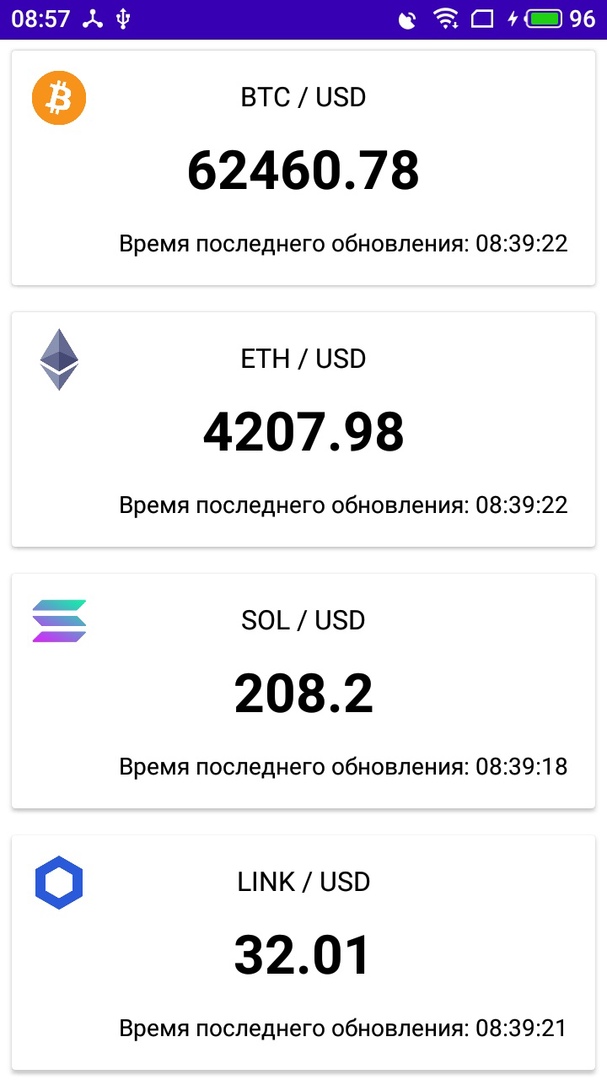 08:57 96
BTC / USD
62460.78
Время последнего обновления: 08:39:22
ETH / USD
4207.98
Время последнего обновления: 08:39:22
SOL / USD
208.2
Время последнего обновления: 08:39:18
LINK / USD
32.01
Время последнего обновления: 08:39:21